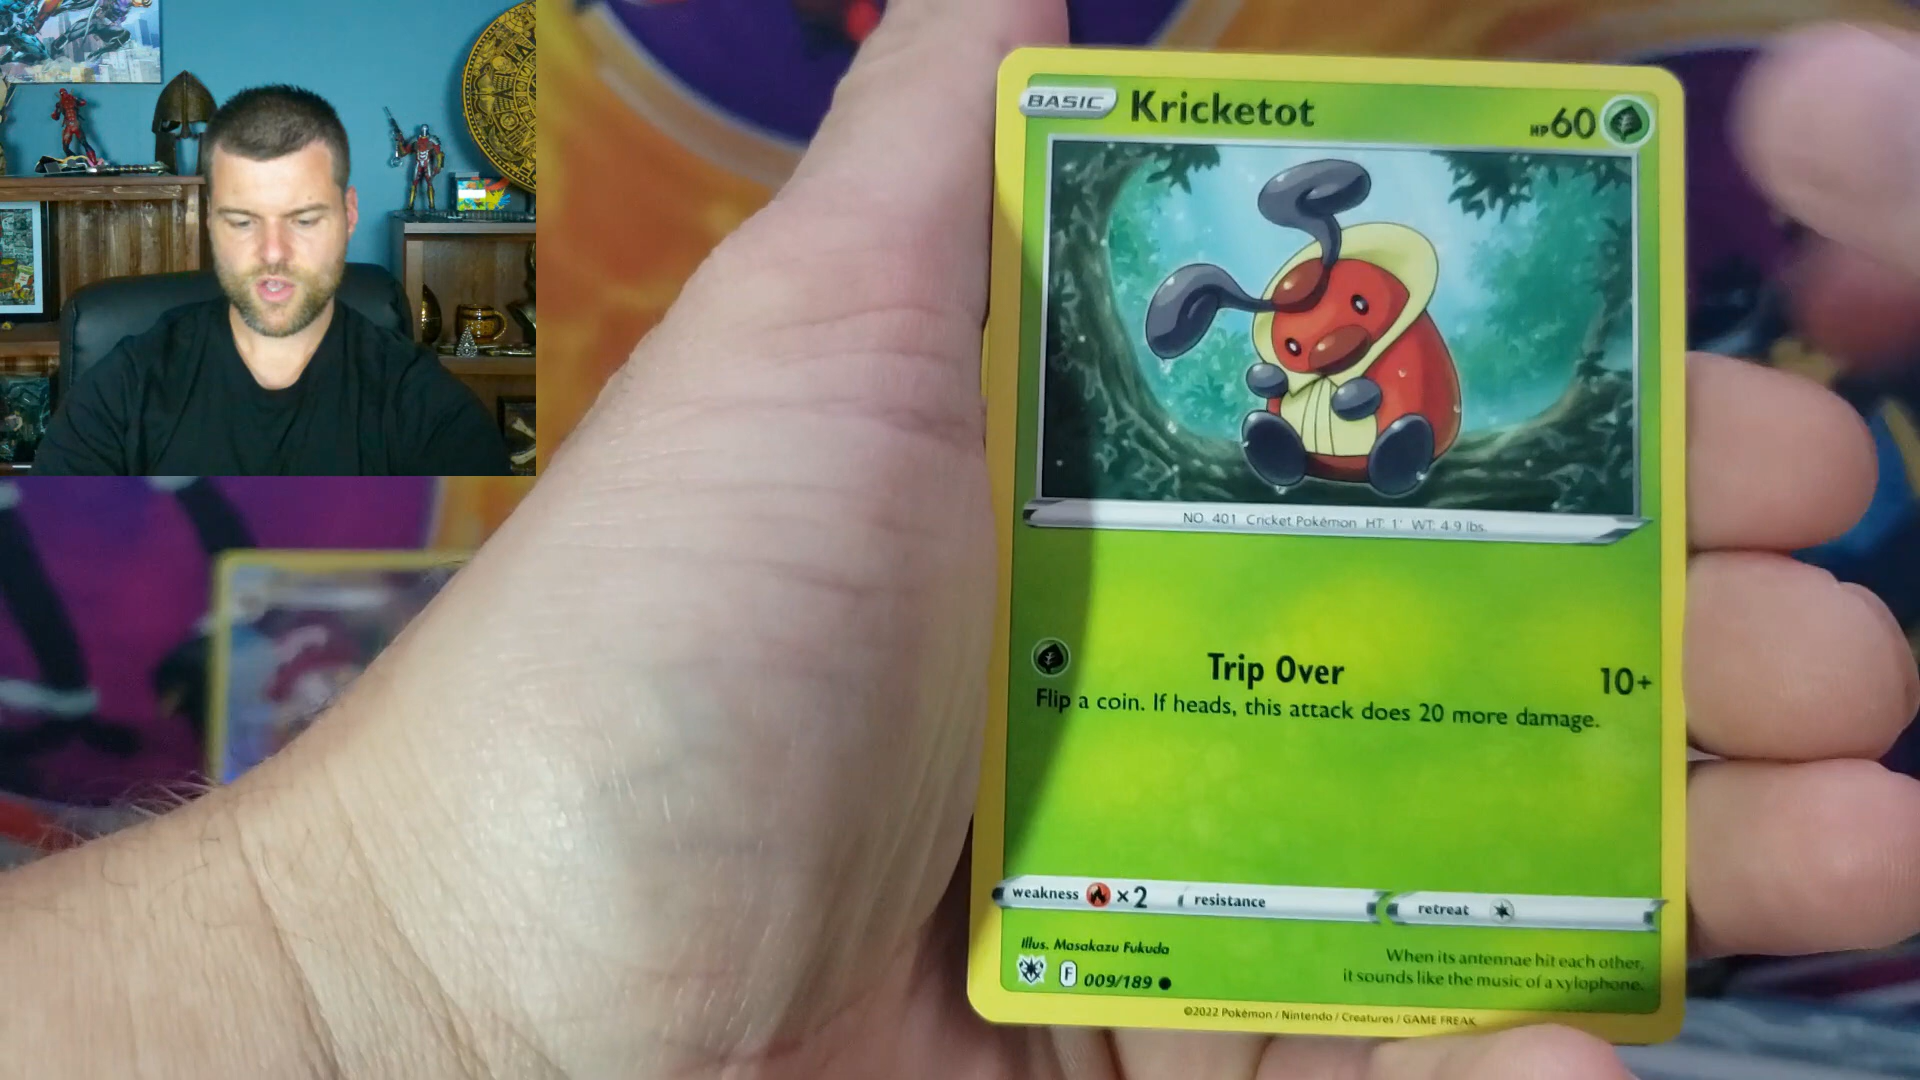 BASIC Kricketot HP60
NO. 401 Cricket Pokémon HT: 1' WT: 4.9 lbs.
Trip Over 10+
Flip a coin. If heads, this attack does 20 more damage.
weakness ×2 resistance retreat
Illus. Masakazu Fukuda
F 009/189
When its antennae hit each other,
it sounds like the music of a xylophone.
©2022 Pokémon / Nintendo / Creatures / GAME FREAK